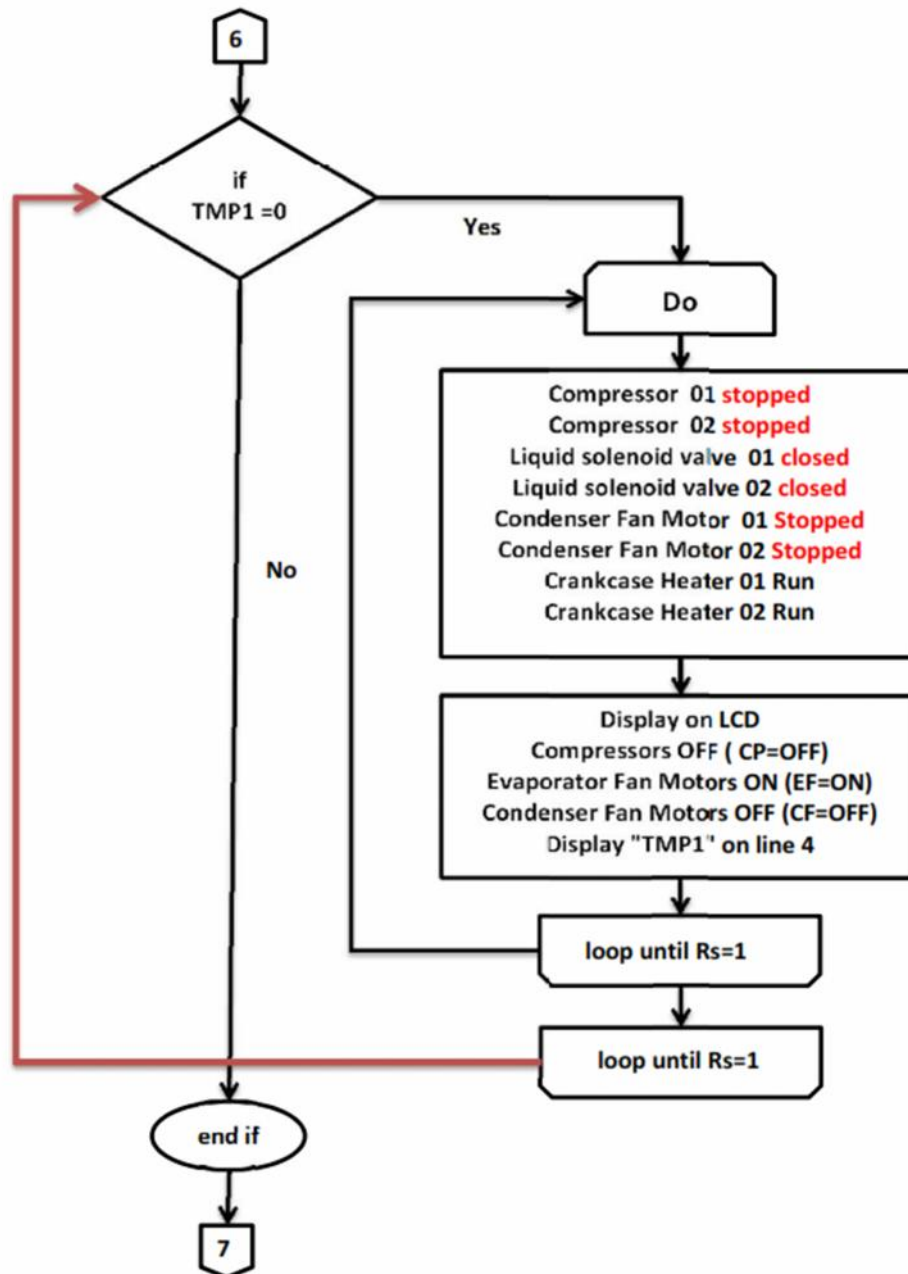 6
if
TMP1 =0
Yes
Do
Compressor 01 stopped
Compressor 02 stopped
Liquid solenoid valve 01 closed
Liquid solenoid valve 02 closed
Condenser Fan Motor 01 Stopped
Condenser Fan Motor 02 Stopped
Crankcase Heater 01 Run
Crankcase Heater 02 Run
No
Display on LCD
Compressors OFF ( CP=OFF)
Evaporator Fan Motors ON (EF=ON)
Condenser Fan Motors OFF (CF=OFF)
Display "TMP1" on line 4
loop until Rs=1
loop until Rs=1
end if
7